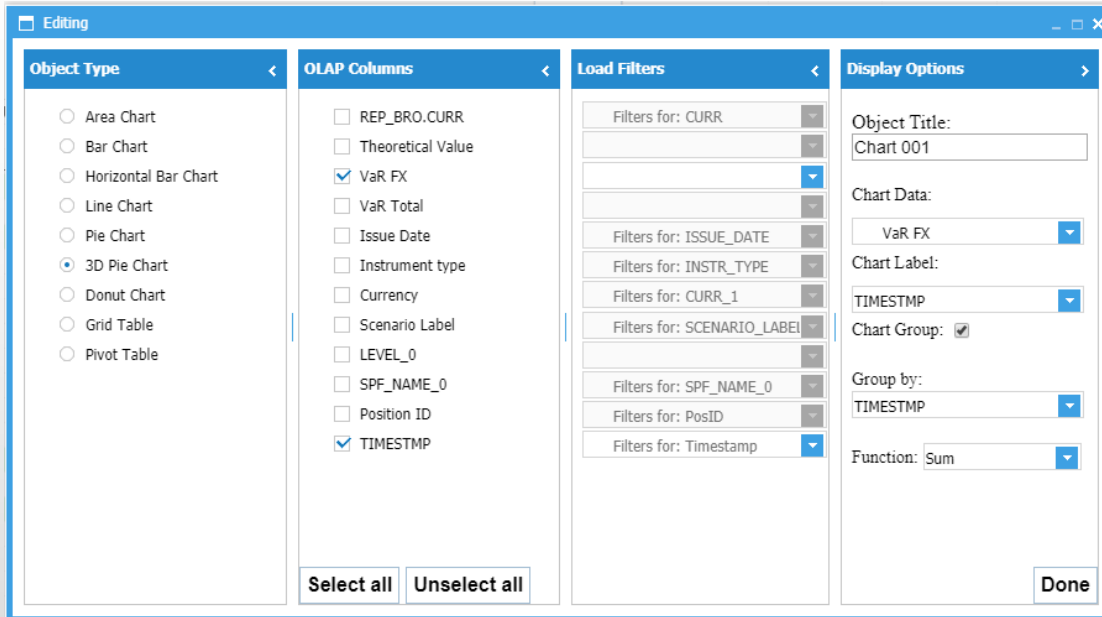 Editing
Object Type
Area Chart
Bar Chart
Horizontal Bar Chart
Line Chart
Pie Chart
3D Pie Chart
Donut Chart
Grid Table
Pivot Table
OLAP Columns
REP_BRO.CURR
Theoretical Value
VaR FX
VaR Total
Issue Date
Instrument type
Currency
Scenario Label
LEVEL_0
SPF_NAME_0
Position ID
TIMESTMP
Select all
Unselect all
Load Filters
Filters for: CURR
Filters for: ISSUE_DATE
Filters for: INSTR_TYPE
Filters for: CURR_1
Filters for: SCENARIO_LABEL
Filters for: SPF_NAME_0
Filters for: PosID
Filters for: Timestamp
Display Options
Object Title:
Chart 001
Chart Data:
VaR FX
Chart Label:
TIMESTMP
Chart Group:
Group by:
TIMESTMP
Function: Sum
Done